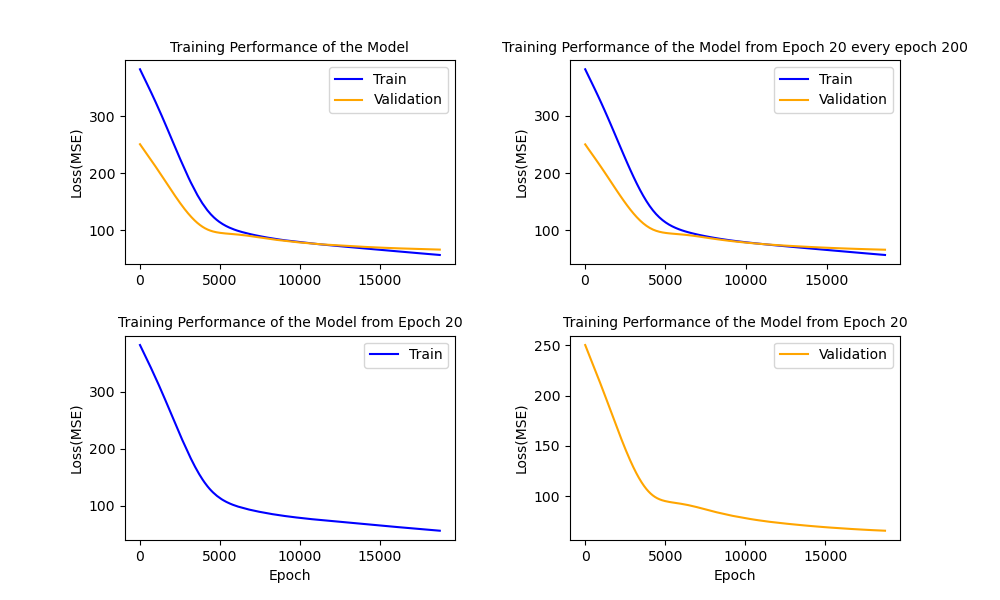 Training Performance of the Model
Train
Validation
Loss(MSE)
300
200
100
0
5000
10000
15000
Training Performance of the Model from Epoch 20 every epoch 200
Train
Validation
Loss(MSE)
300
200
100
0
5000
10000
15000
Training Performance of the Model from Epoch 20
Train
Loss(MSE)
300
200
100
0
5000
10000
15000
Epoch
Training Performance of the Model from Epoch 20
Validation
Loss(MSE)
250
200
150
100
0
5000
10000
15000
Epoch